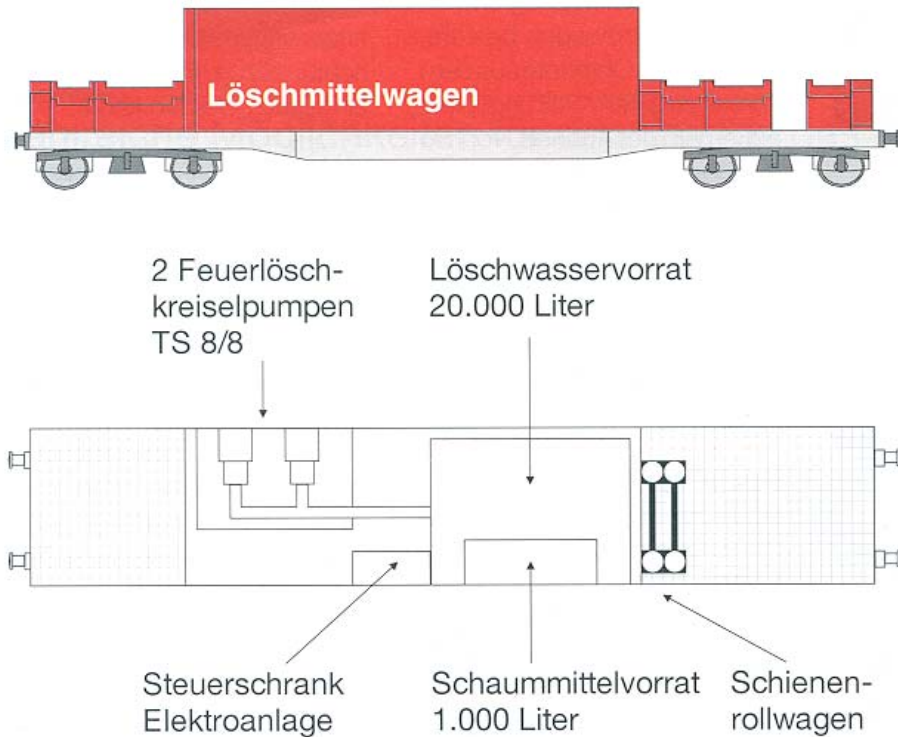 Löschmittelwagen
2 Feuerlösch-
kreiselpumpen
TS 8/8
Löschwasservorrat
20.000 Liter
Steuerschrank
Elektroanlage
Schaummittelvorrat
1.000 Liter
Schienen-
rollwagen